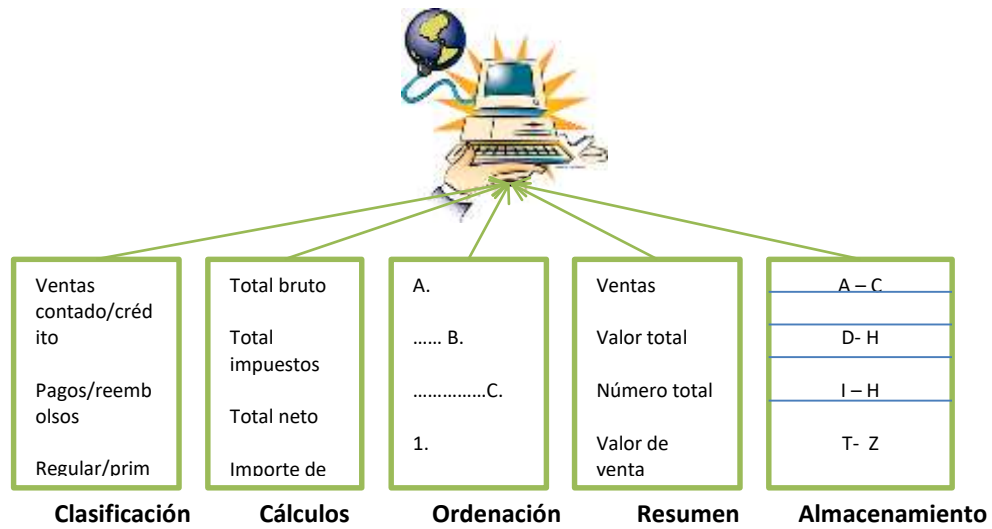 Ventas
contado/créd
ito
Pagos/reemb
olsos
Regular/prim
Total bruto
Total
impuestos
Total neto
Importe de
A.
…… B.
……………C.
1.
Ventas
Valor total
Número total
Valor de
venta
A – C
D- H
I – H
T- Z
Clasificación
Cálculos
Ordenación
Resumen
Almacenamiento